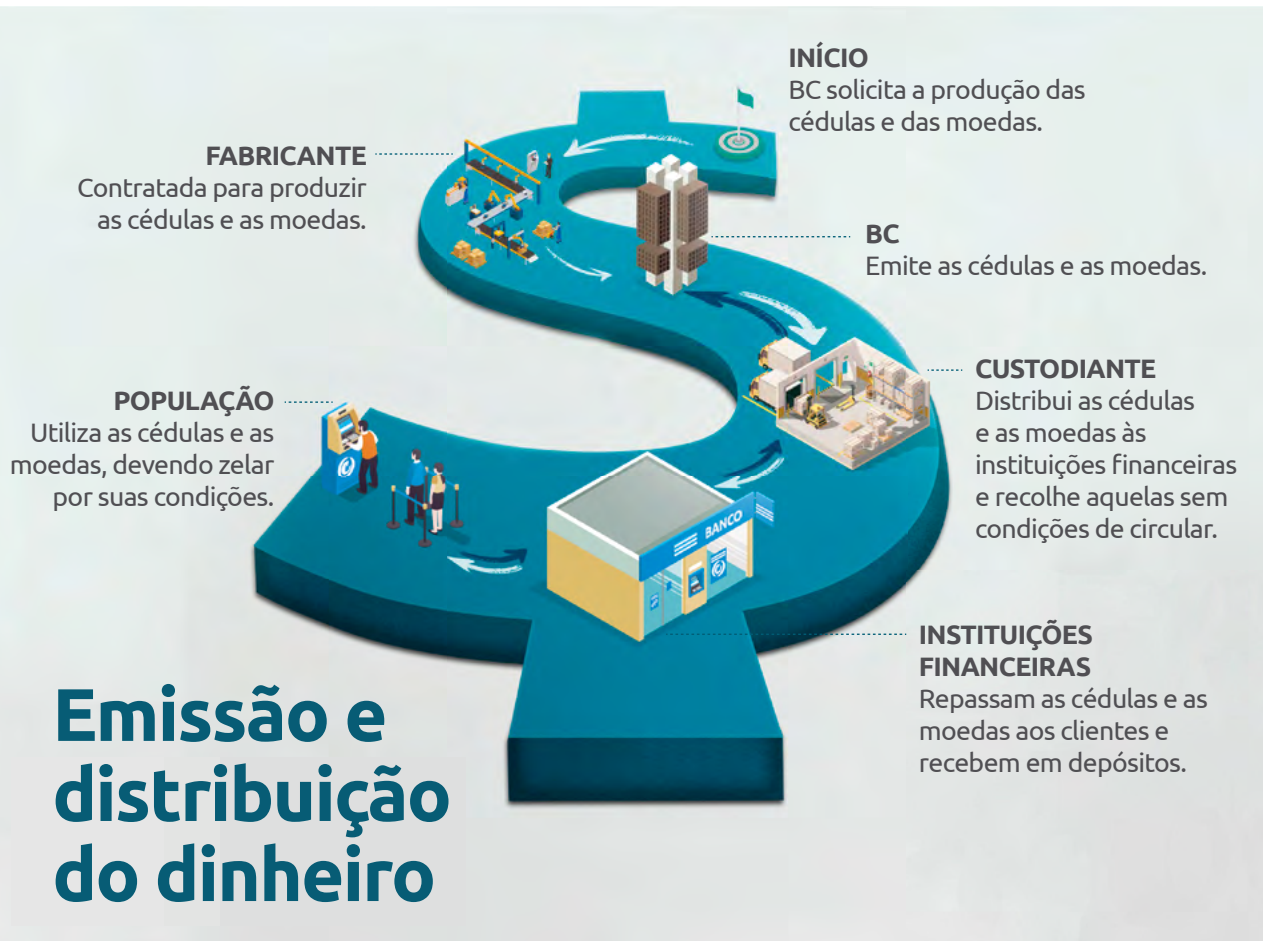 INÍCIO
BC solicita a produção das
cédulas e das moedas.
FABRICANTE
Contratada para produzir
as cédulas e as moedas.
BC
Emite as cédulas e as moedas.
CUSTODIANTE
Distribui as cédulas
e as moedas às
instituições financeiras
e recolhe aquelas sem
condições de circular.
POPULAÇÃO
Utiliza as cédulas e as
moedas, devendo zelar
por suas condições.
BANCO
INSTITUIÇÕES
FINANCEIRAS
Repassam as cédulas e as
moedas aos clientes e
recebem em depósitos.
Emissão e
distribuição
do dinheiro